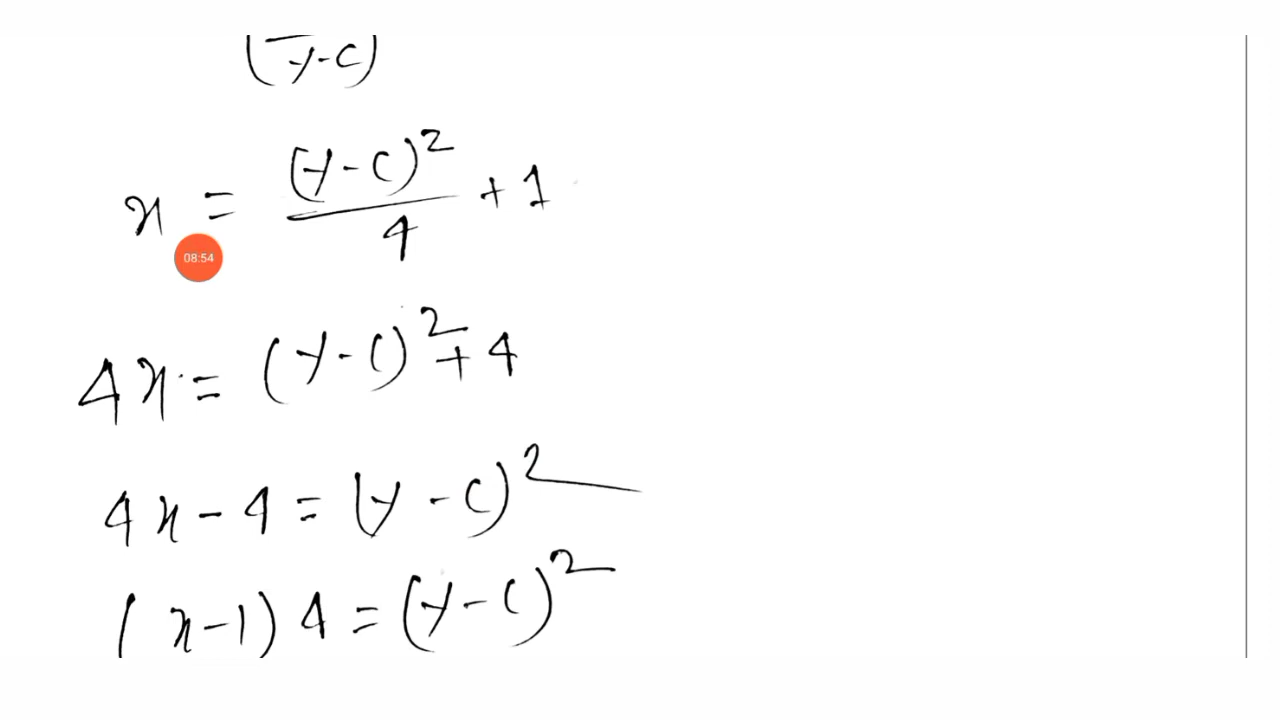 (y-c)
x = (y-c)²/4 + 1
08:54
4x = (y-c)² + 4
4x - 4 = (y-c)²
(x-1) 4 = (y-c)²